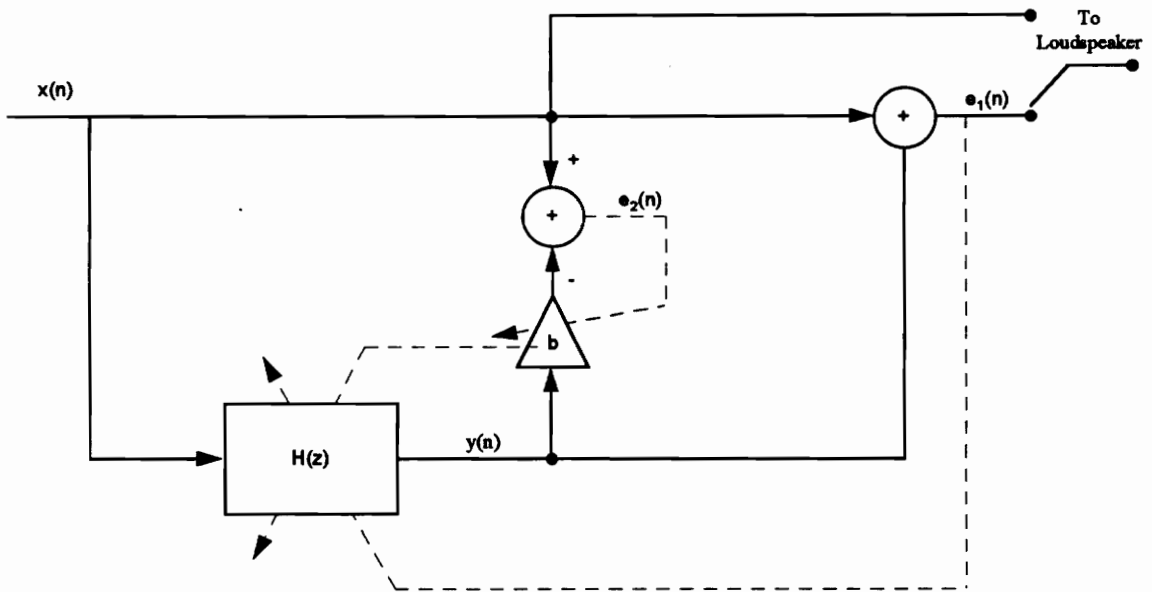 To
Loudspeaker
x(n)
e₁(n)
+
+
e₂(n)
+
-
b
H(z)
y(n)